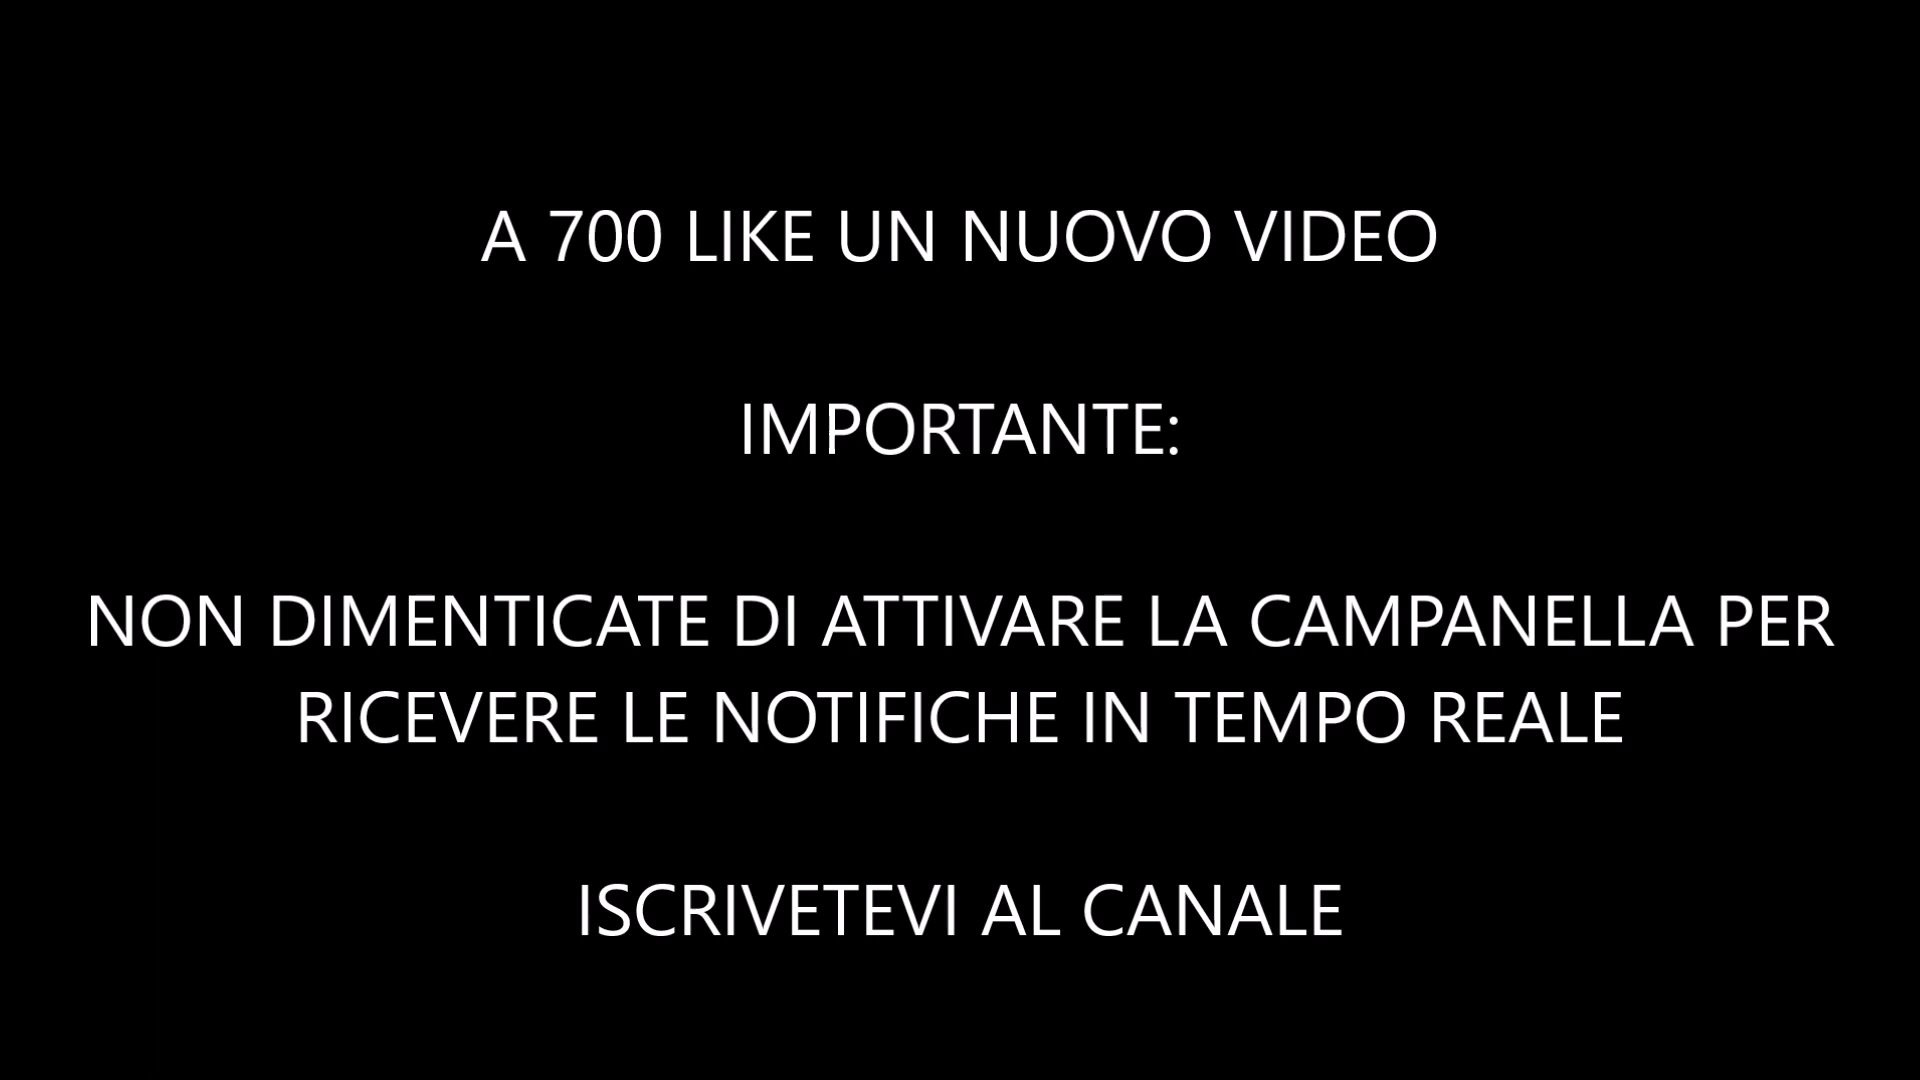 A 700 LIKE UN NUOVO VIDEO
IMPORTANTE:
NON DIMENTICATE DI ATTIVARE LA CAMPANELLA PER
RICEVERE LE NOTIFICHE IN TEMPO REALE
ISCRIVETEVI AL CANALE